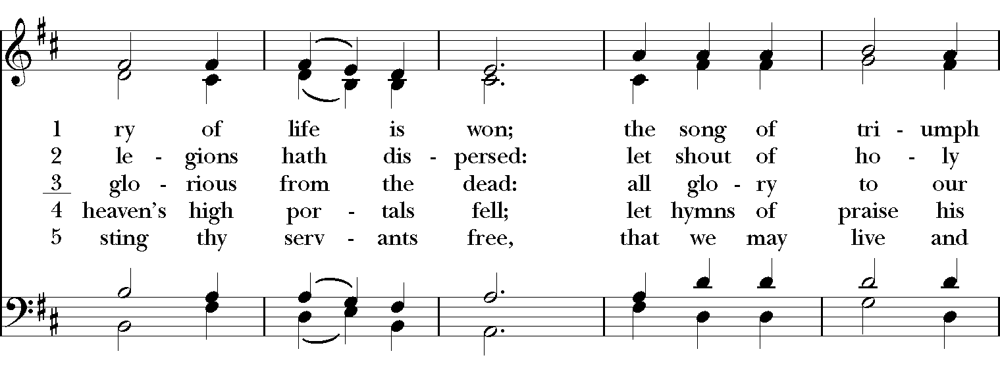 1 ry of life is won; the song of tri - umph
2 le - gions hath dis - persed: let shout of ho - ly
3 glo - rious from the dead: all glo - ry to our
4 heaven’s high por - tals fell; let hymns of praise his
5 sting thy serv - ants free, that we may live and